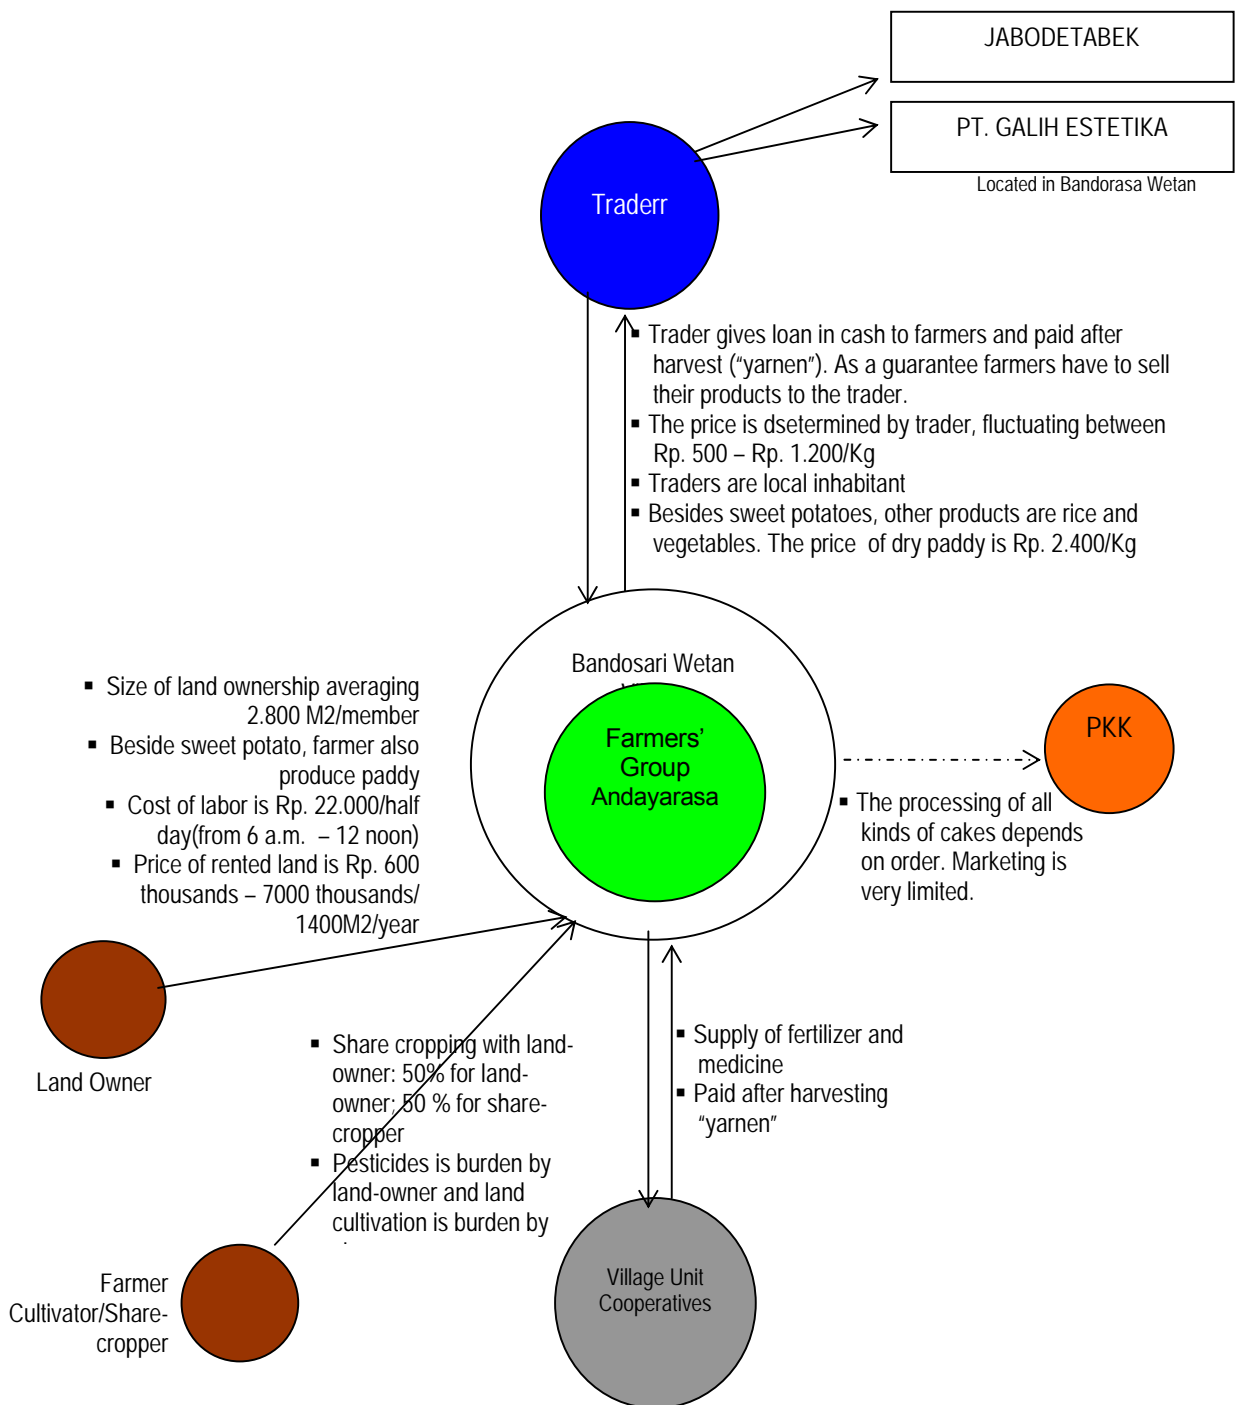 JABODETABEK
PT. GALIH ESTETIKA
Located in Bandorasa Wetan
Traderr
▪ Trader gives loan in cash to farmers and paid after
harvest (“yarnen”). As a guarantee farmers have to sell
their products to the trader.
▪ The price is dsetermined by trader, fluctuating between
Rp. 500 – Rp. 1.200/Kg
▪ Traders are local inhabitant
▪ Besides sweet potatoes, other products are rice and
vegetables. The price of dry paddy is Rp. 2.400/Kg
Bandosari Wetan
Farmers’
Group
Andayarasa
▪ Size of land ownership averaging
2.800 M2/member
▪ Beside sweet potato, farmer also
produce paddy
▪ Cost of labor is Rp. 22.000/half
day(from 6 a.m. – 12 noon)
▪ Price of rented land is Rp. 600
thousands – 7000 thousands/
1400M2/year
PKK
▪ The processing of all
kinds of cakes depends
on order. Marketing is
very limited.
Land Owner
▪ Share cropping with land-
owner: 50% for land-
owner; 50 % for share-
cropper
▪ Pesticides is burden by
land-owner and land
cultivation is burden by
▪ Supply of fertilizer and
medicine
▪ Paid after harvesting
“yarnen”
Farmer
Cultivator/Share-
cropper
Village Unit
Cooperatives